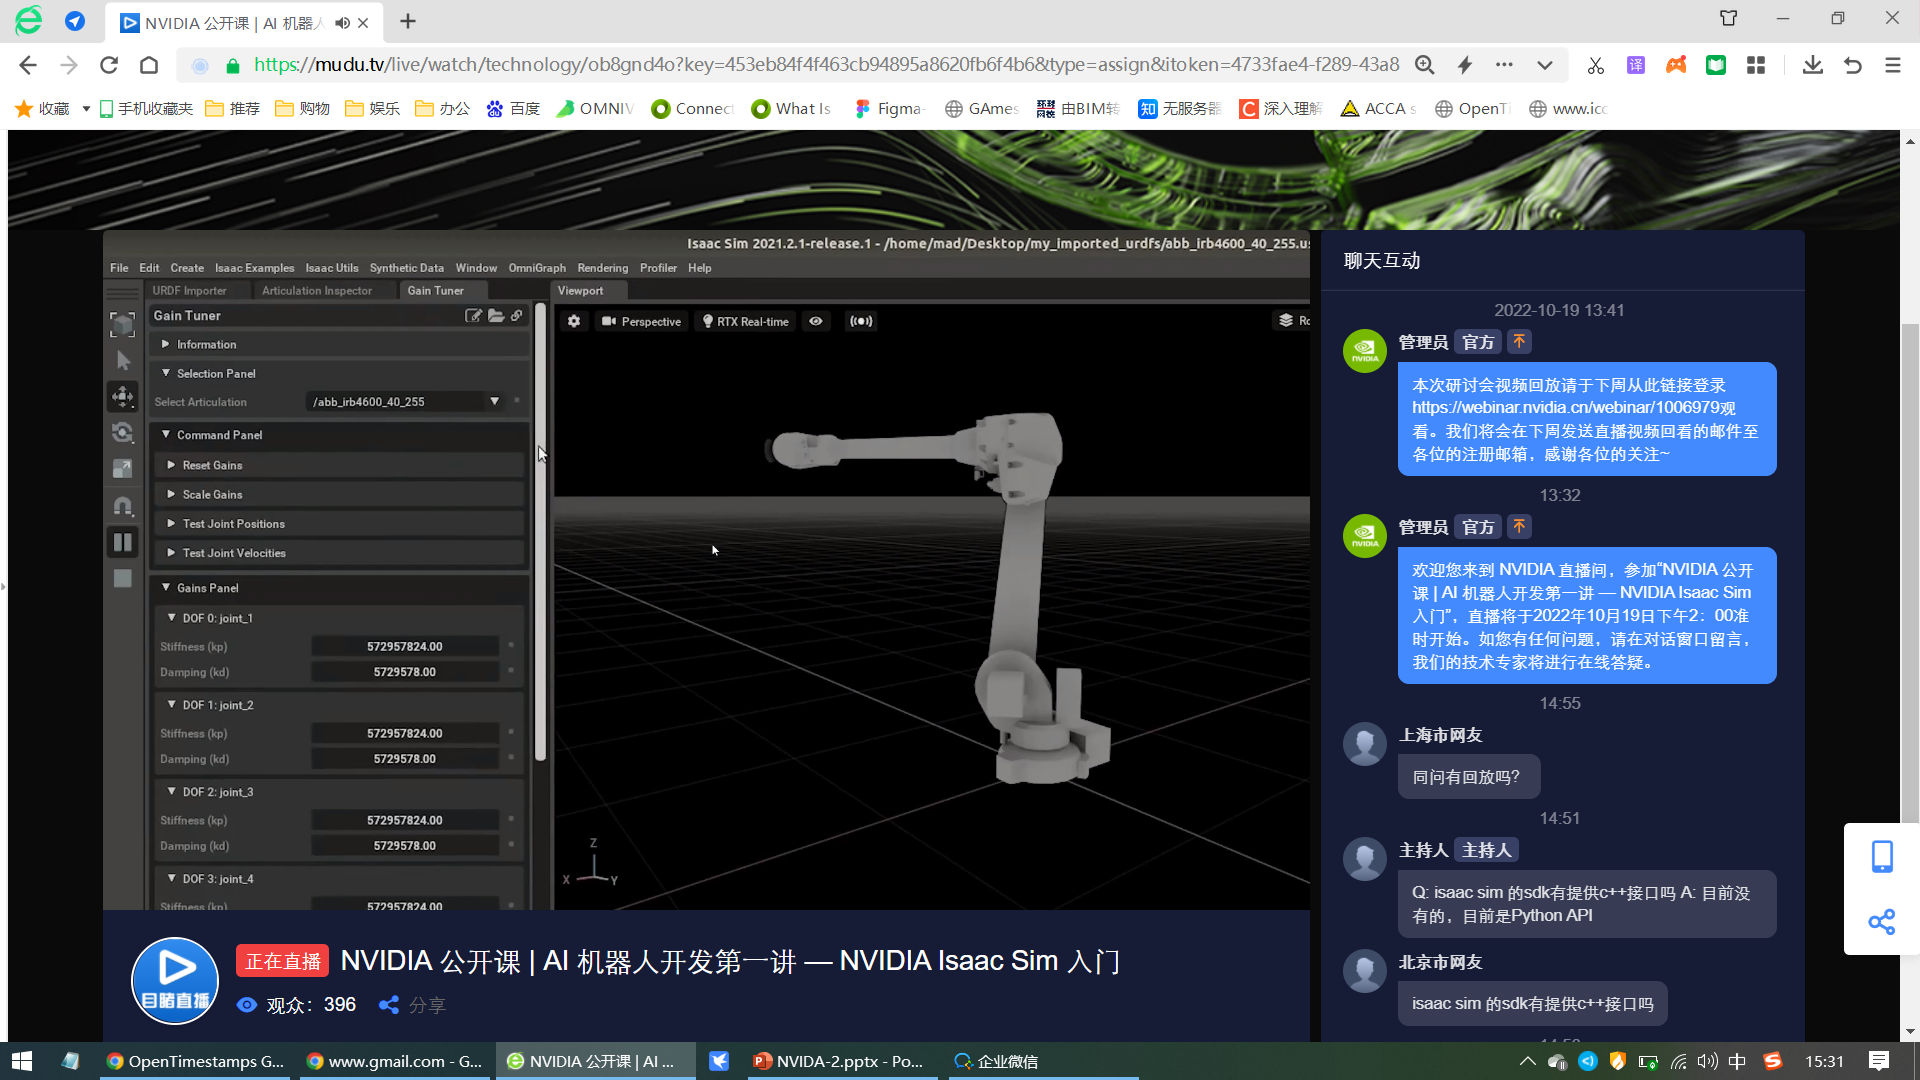 NVIDIA 公开课 | AI 机器人
https://mudu.tv/live/watch/technology/ob8gnd4o?key=453eb84f4f463cb94895a8620fb6f4b6&type=assign&itoken=4733fae4-f289-43a8
译
收藏 手机收藏夹 推荐 购物 娱乐 办公 百度 OMNIV Connect What Is Figma- GAmes 由BIM转 知 无服务器 C 深入理解 ACCA s OpenTi www.icc
Isaac Sim 2021.2.1-release.1 - /home/mad/Desktop/my_imported_urdfs/abb_irb4600_40_255.us
File Edit Create Isaac Examples Isaac Utils Synthetic Data Window OmniGraph Rendering Profiler Help
URDF Importer Articulation Inspector Gain Tuner Viewport
Gain Tuner
Perspective RTX Real-time Ro
Information
Selection Panel
Select Articulation /abb_irb4600_40_255
Command Panel
Reset Gains
Scale Gains
Test Joint Positions
Test Joint Velocities
Gains Panel
DOF 0: joint_1
Stiffness (kp) 572957824.00
Damping (kd) 5729578.00
DOF 1: joint_2
Stiffness (kp) 572957824.00
Damping (kd) 5729578.00
DOF 2: joint_3
Stiffness (kp) 572957824.00
Damping (kd) 5729578.00
DOF 3: joint_4
Stiffness (kp) 572957824.00
Z
X Y
聊天互动
2022-10-19 13:41
NVIDIA
管理员 官方
本次研讨会视频回放请于下周从此链接登录
https://webinar.nvidia.cn/webinar/1006979观
看。我们将会在下周发送直播视频回看的邮件至
各位的注册邮箱，感谢各位的关注~
13:32
NVIDIA
管理员 官方
欢迎您来到 NVIDIA 直播间，参加“NVIDIA 公开
课 | AI 机器人开发第一讲 — NVIDIA Isaac Sim
入门”，直播将于2022年10月19日下午2：00准
时开始。如您有任何问题，请在对话窗口留言，
我们的技术专家将进行在线答疑。
14:55
上海市网友
同问有回放吗?
14:51
主持人 主持人
Q: isaac sim 的sdk有提供c++接口吗 A: 目前没
有的，目前是Python API
北京市网友
isaac sim 的sdk有提供c++接口吗
目睹直播
正在直播 NVIDIA 公开课 | AI 机器人开发第一讲 — NVIDIA Isaac Sim 入门
观众：396 分享
OpenTimestamps G... www.gmail.com - G... NVIDIA 公开课 | AI ... NVIDA-2.pptx - Po... 企业微信 中 15:31